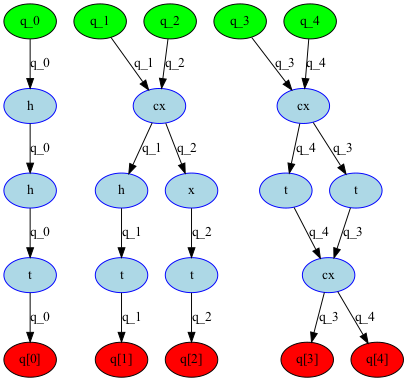 q_0 q_1 q_2 q_3 q_4
q_0 q_1 q_2 q_3 q_4
h cx cx
q_0 q_1 q_2 q_4 q_3
h h x t t
q_0 q_1 q_2 q_4 q_3
t t t cx
q_0 q_1 q_2 q_3 q_4
q[0] q[1] q[2] q[3] q[4]